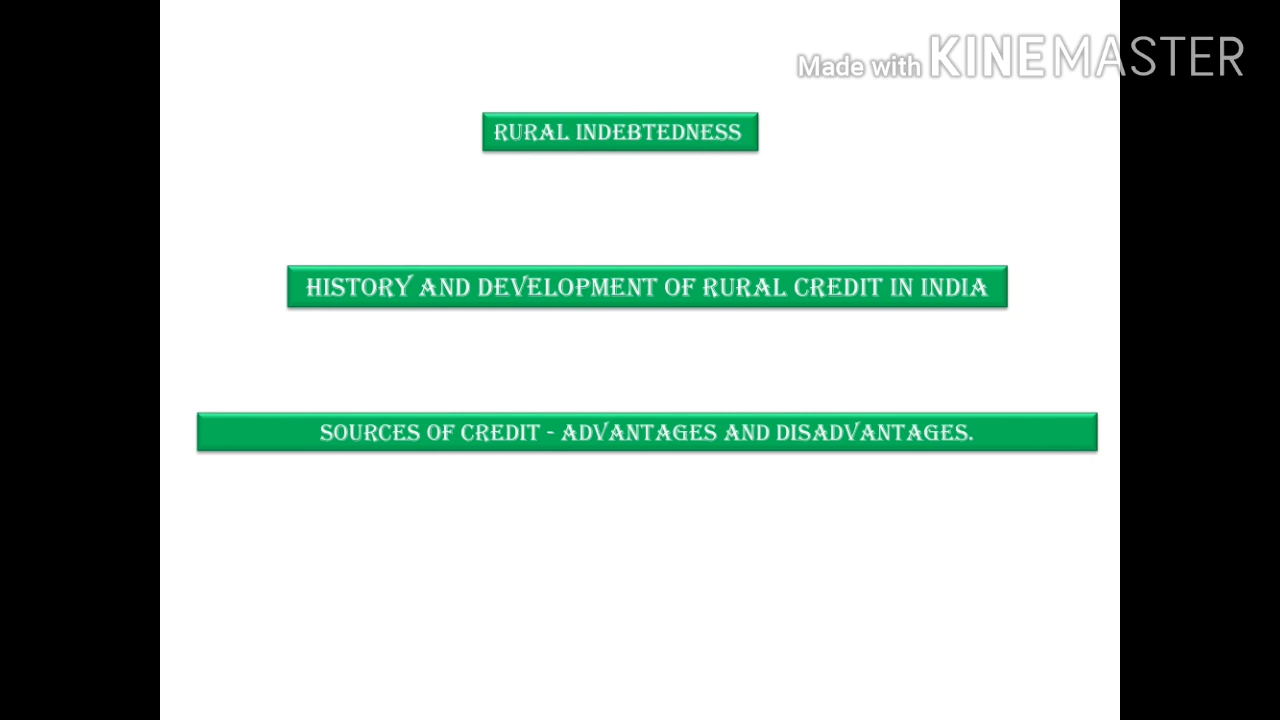 Made with KINEMASTER
RURAL INDEBTEDNESS
HISTORY AND DEVELOPMENT OF RURAL CREDIT IN INDIA
SOURCES OF CREDIT - ADVANTAGES AND DISADVANTAGES.